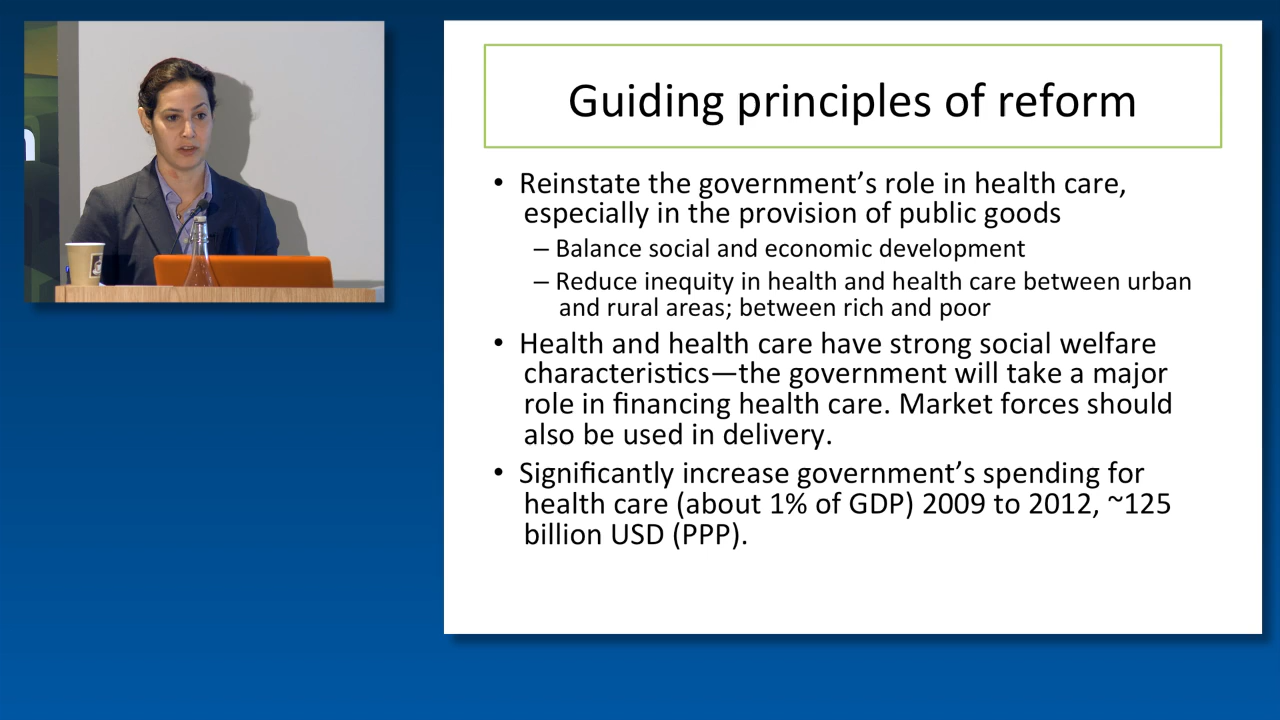 Guiding principles of reform
• Reinstate the government’s role in health care,
especially in the provision of public goods
– Balance social and economic development
– Reduce inequity in health and health care between urban
and rural areas; between rich and poor
• Health and health care have strong social welfare
characteristics—the government will take a major
role in financing health care. Market forces should
also be used in delivery.
• Significantly increase government’s spending for
health care (about 1% of GDP) 2009 to 2012, ~125
billion USD (PPP).